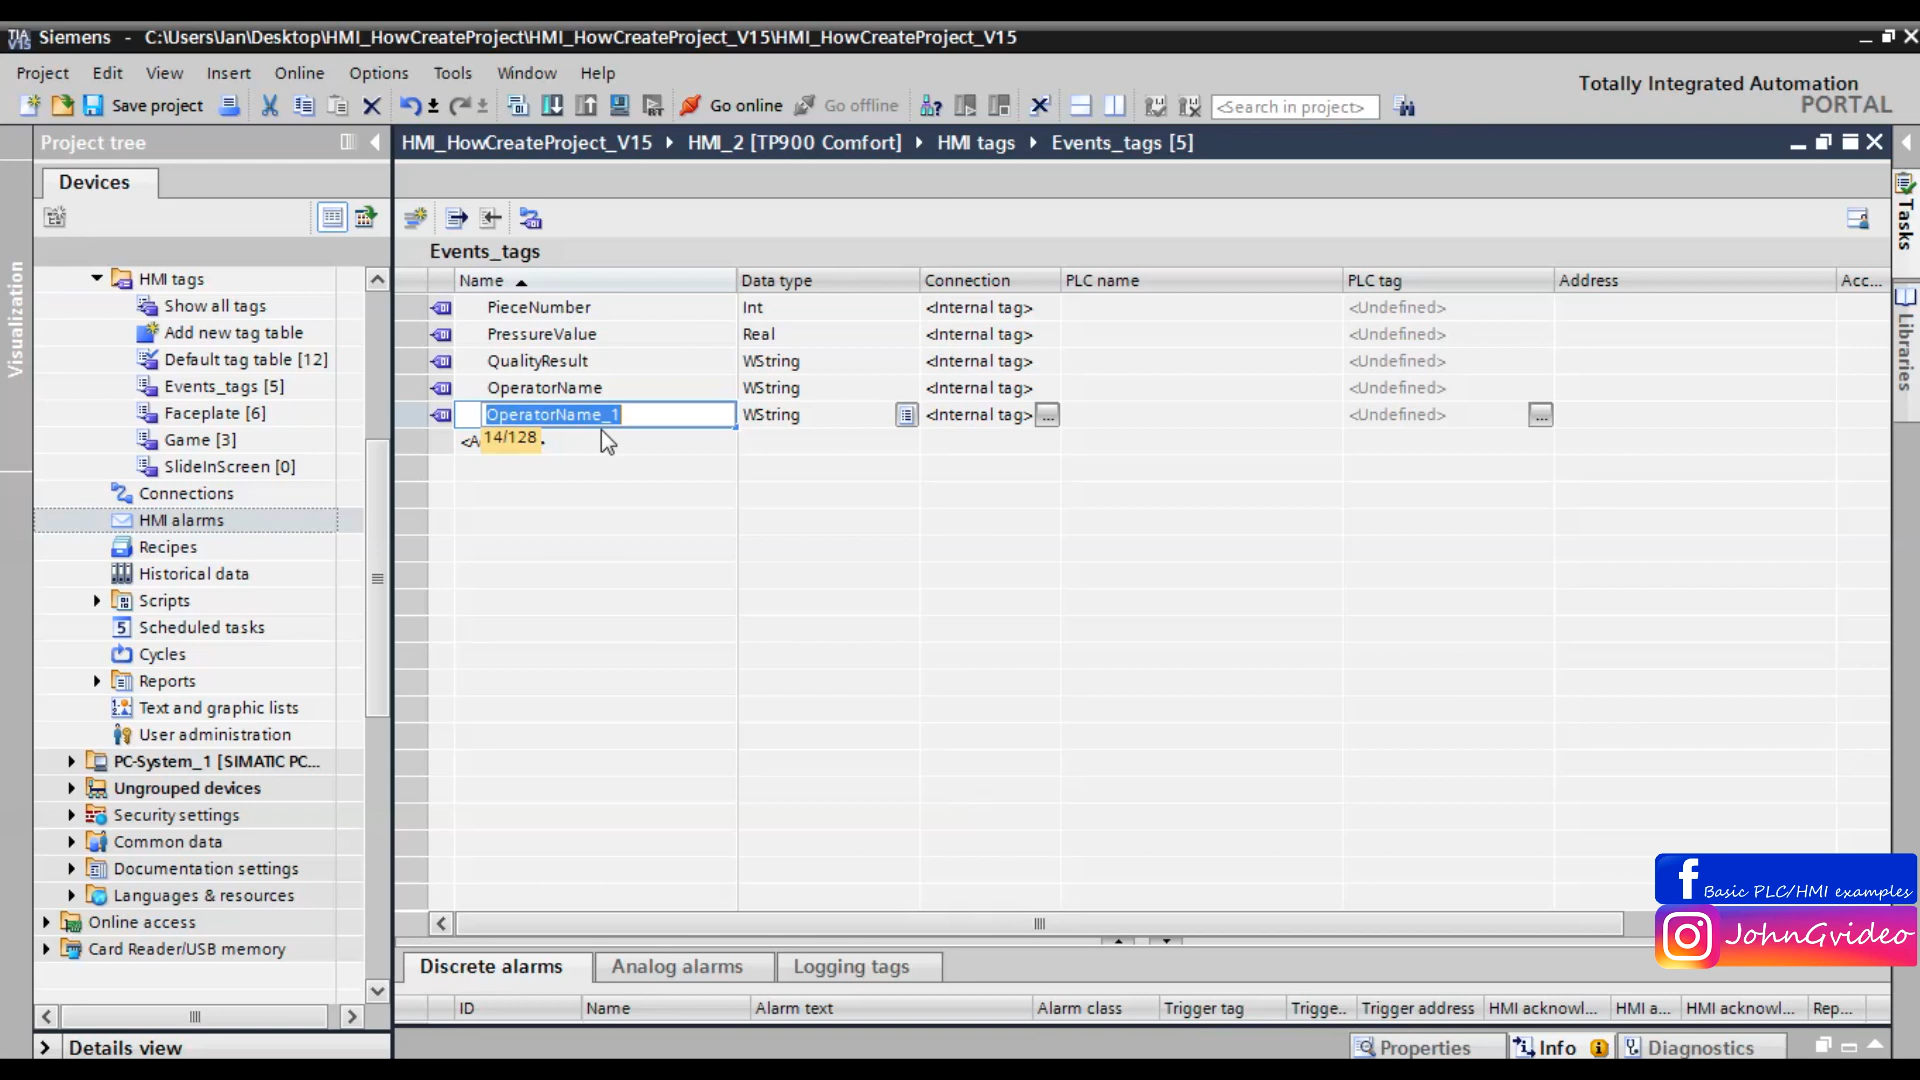 Siemens - C:\Users\Jan\Desktop\HMI_HowCreateProject\HMI_HowCreateProject_V15\HMI_HowCreateProject_V15
Project Edit View Insert Online Options Tools Window Help
Totally Integrated Automation
PORTAL
Save project Go online Go offline <Search in project>
Project tree
HMI_HowCreateProject_V15 HMI_2 [TP900 Comfort] HMI tags Events_tags [5]
Devices
Visualization
Tasks
Libraries
HMI tags
Show all tags
Add new tag table
Default tag table [12]
Events_tags [5]
Faceplate [6]
Game [3]
SlideInScreen [0]
Connections
HMI alarms
Recipes
Historical data
Scripts
Scheduled tasks
Cycles
Reports
Text and graphic lists
User administration
PC-System_1 [SIMATIC PC...
Ungrouped devices
Security settings
Common data
Documentation settings
Languages & resources
Online access
Card Reader/USB memory
Details view
Events_tags
Name Data type Connection PLC name PLC tag Address Acc...
PieceNumber Int <Internal tag> <Undefined>
PressureValue Real <Internal tag> <Undefined>
QualityResult WString <Internal tag> <Undefined>
OperatorName WString <Internal tag> <Undefined>
OperatorName_1 WString <Internal tag> ... <Undefined> ...
<A 14/128
Discrete alarms Analog alarms Logging tags
ID Name Alarm text Alarm class Trigger tag Trigge.. Trigger address HMI acknowl... HMI a... HMI acknowl... Rep...
Properties Info Diagnostics
Basic PLC/HMI examples
JohnGvideo